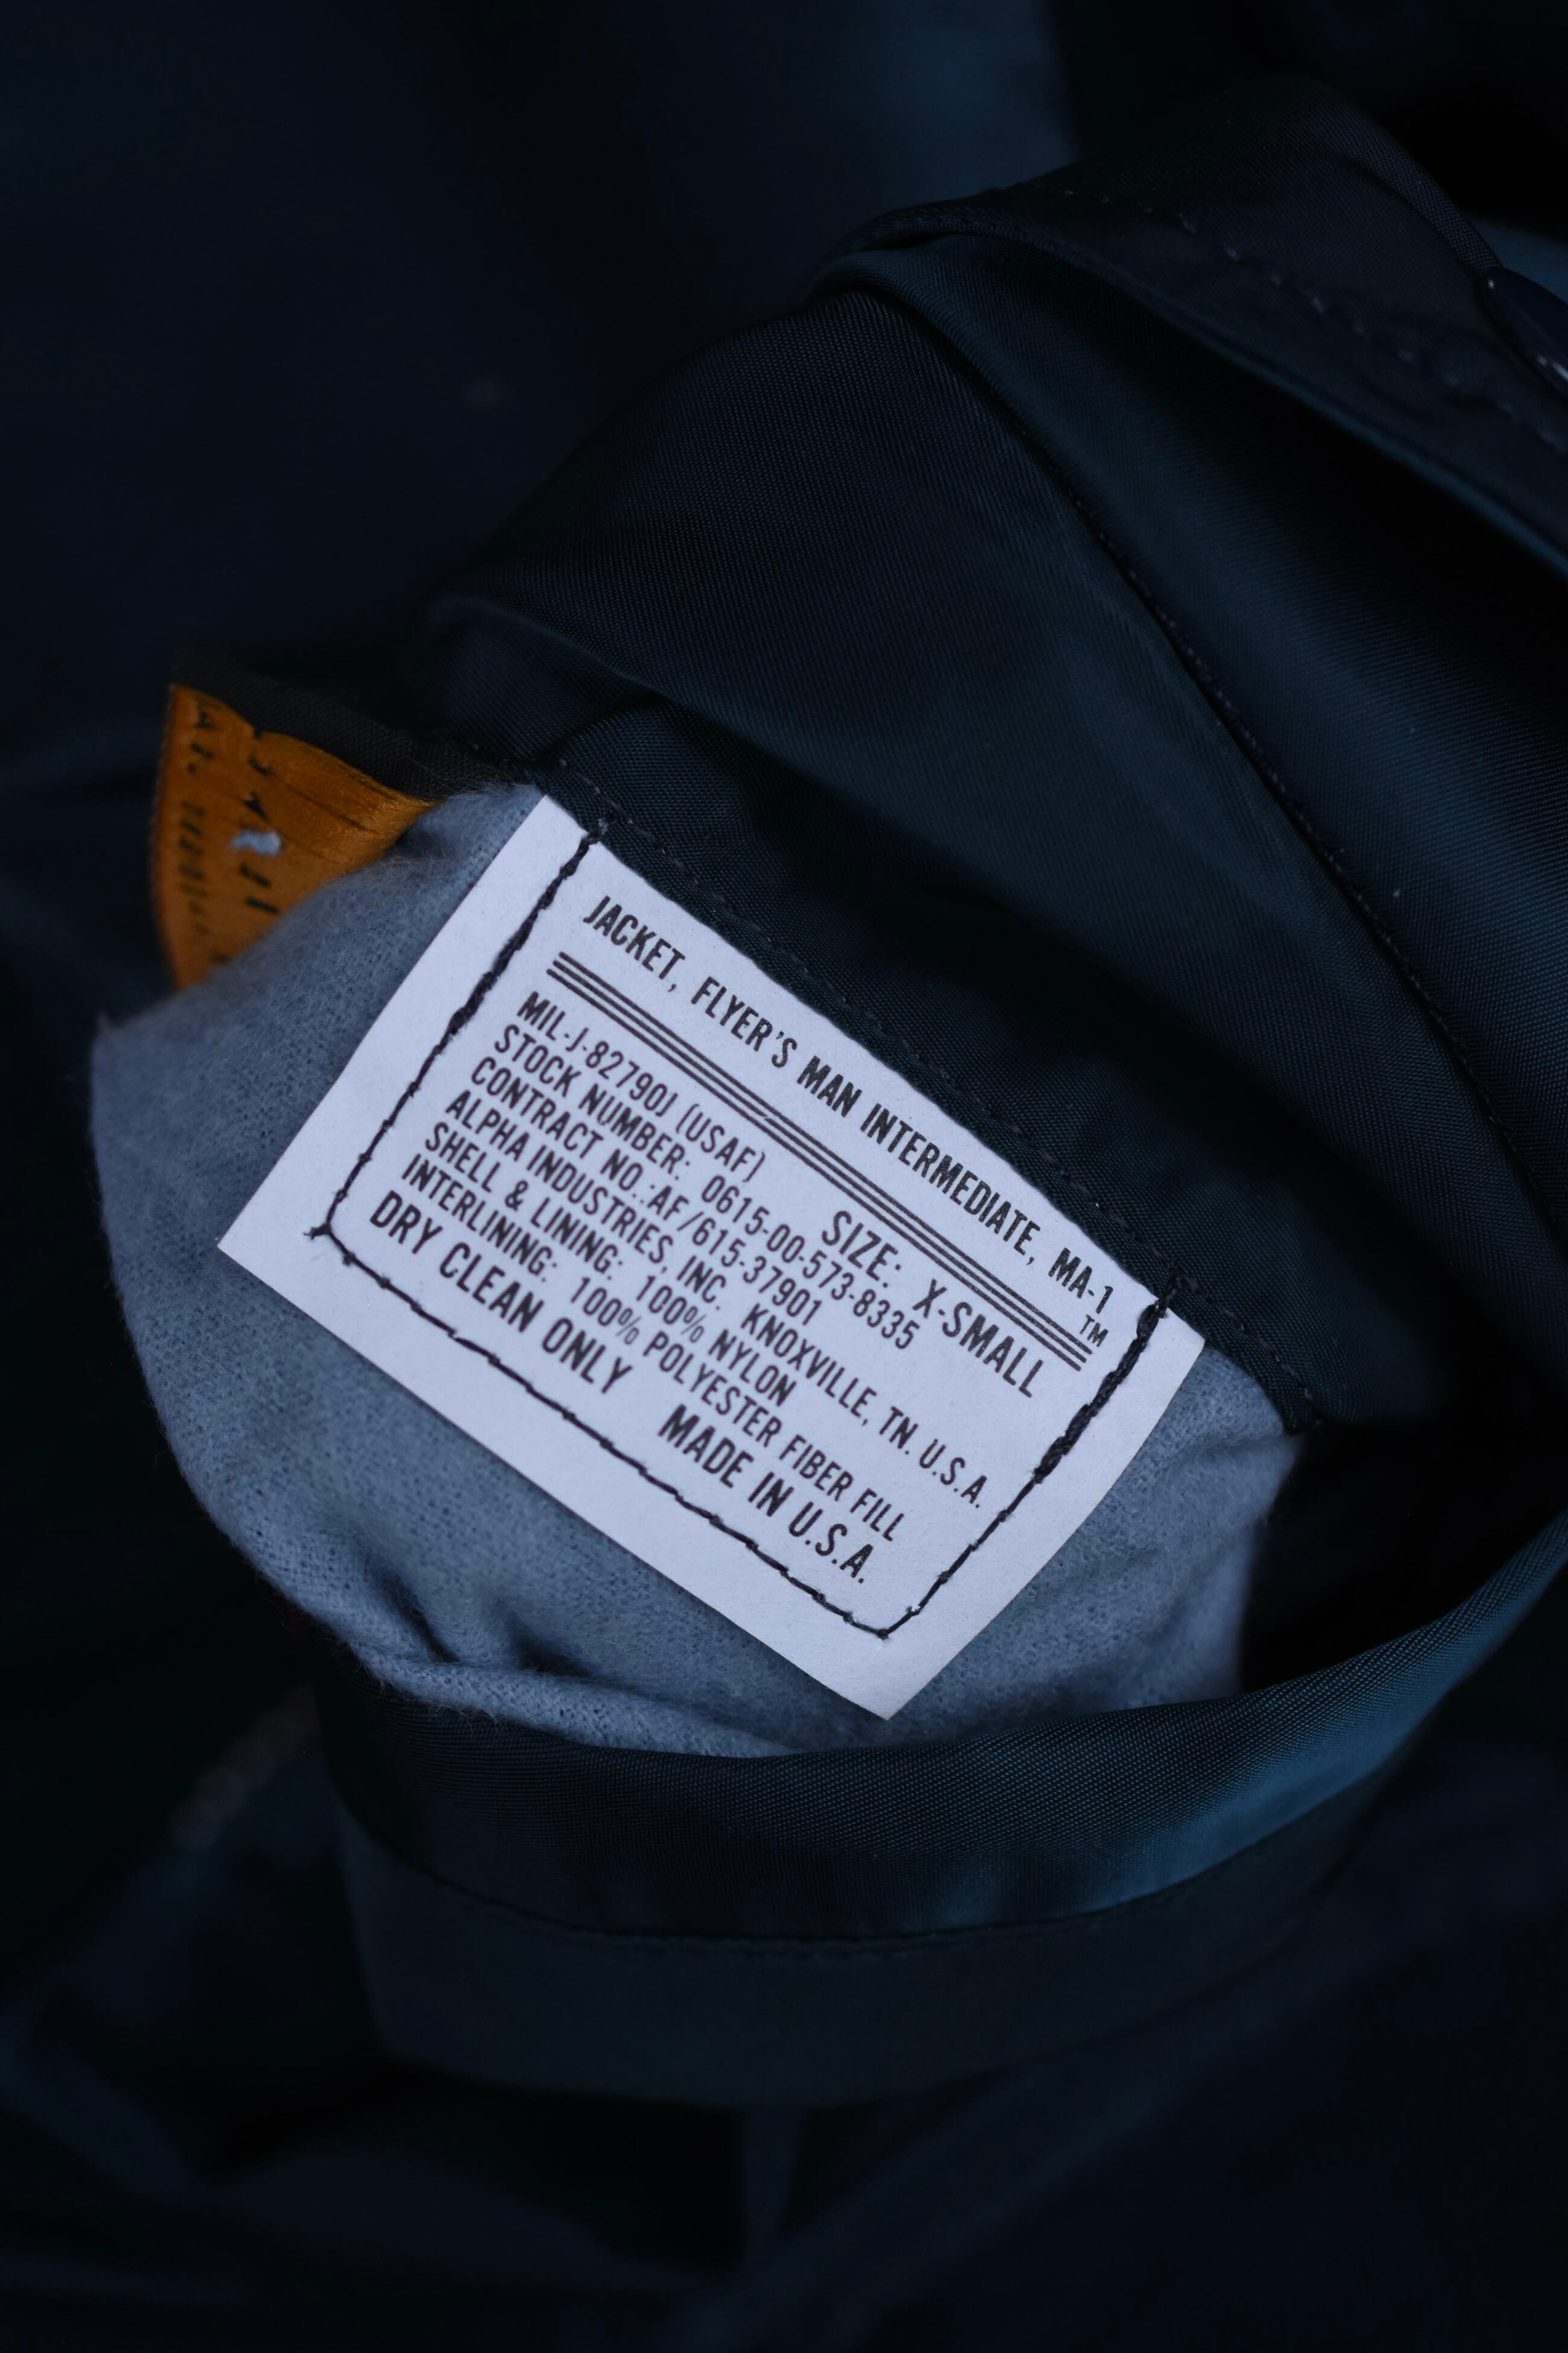 JACKET, FLYER'S MAN INTERMEDIATE, MA-1
TM
MIL-J-82790J (USAF) SIZE: X-SMALL
STOCK NUMBER: 0615-00-573-8335
CONTRACT NO.:AF/615-37901
ALPHA INDUSTRIES, INC. KNOXVILLE, TN. U.S.A.
SHELL & LINING: 100% NYLON
INTERLINING: 100% POLYESTER FIBER FILL
DRY CLEAN ONLY MADE IN U.S.A.